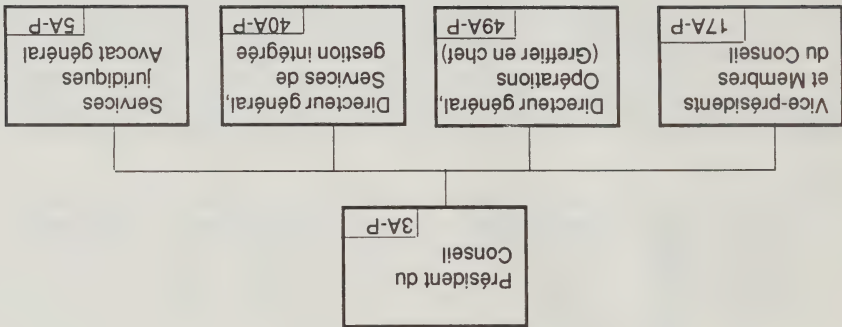 Président du
Conseil
3A-P
Vice-présidents
et Membres
du Conseil
17A-P
Directeur général,
Opérations
(Greffier en chef)
49A-P
Directeur général,
Services de
gestion intégrée
40A-P
Services
juridiques
Avocat général
5A-P